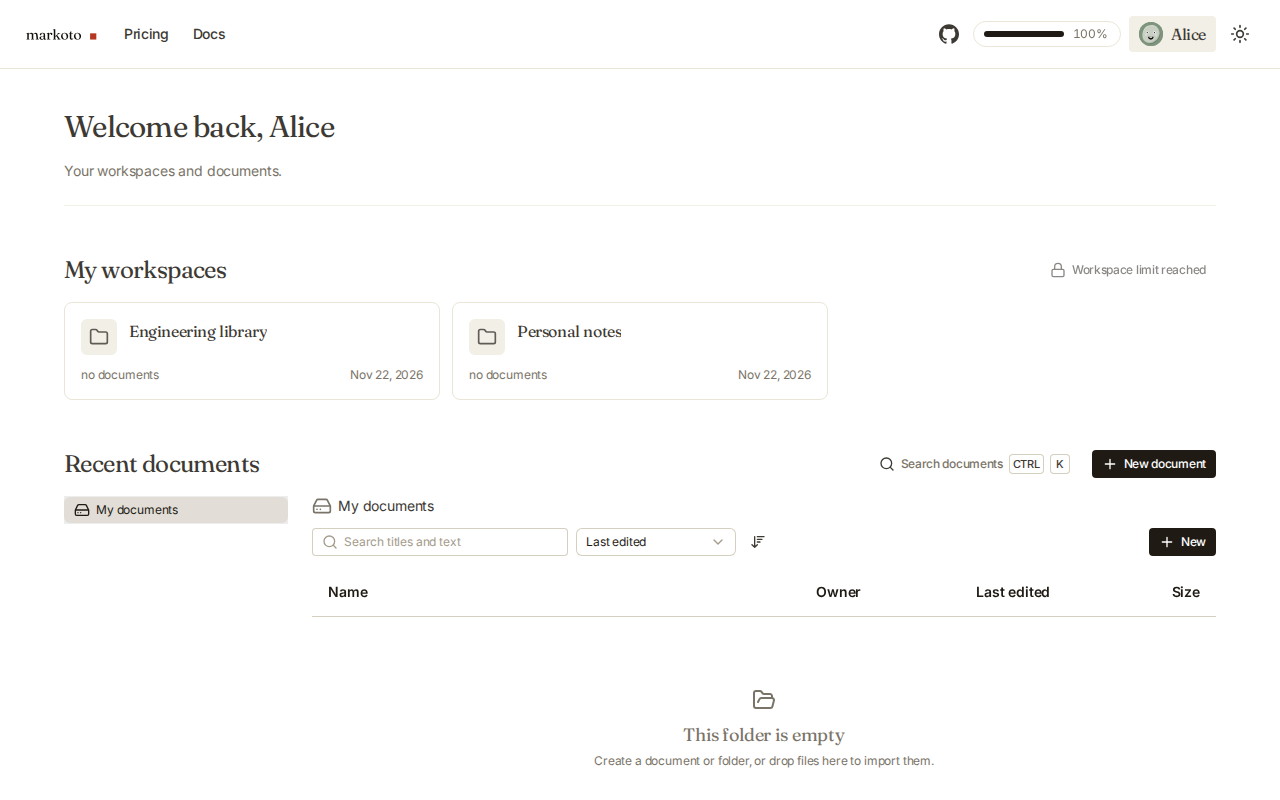 markoto
Pricing
Docs
100%
Alice
Welcome back, Alice
Your workspaces and documents.
My workspaces
Workspace limit reached
Engineering library
no documents
Nov 22, 2026
Personal notes
no documents
Nov 22, 2026
Recent documents
Search documents CTRL K
New document
My documents
My documents
Search titles and text
Last edited
New
Name
Owner
Last edited
Size
This folder is empty
Create a document or folder, or drop files here to import them.